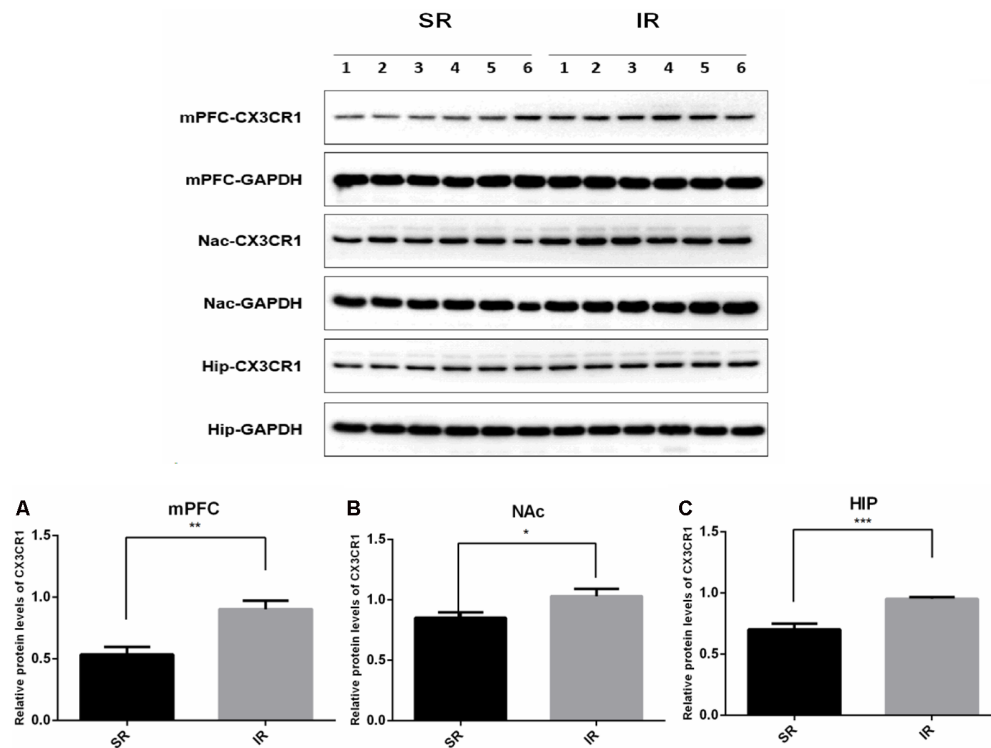 SR IR
1 2 3 4 5 6 1 2 3 4 5 6
mPFC-CX3CR1
mPFC-GAPDH
Nac-CX3CR1
Nac-GAPDH
Hip-CX3CR1
Hip-GAPDH
A mPFC
Relative protein levels of CX3CR1
1.5
1.0
0.5
0.0
**
SR IR
B NAc
Relative protein levels of CX3CR1
1.5
1.0
0.5
0.0
*
SR IR
C HIP
Relative protein levels of CX3CR1
1.5
1.0
0.5
0.0
***
SR IR